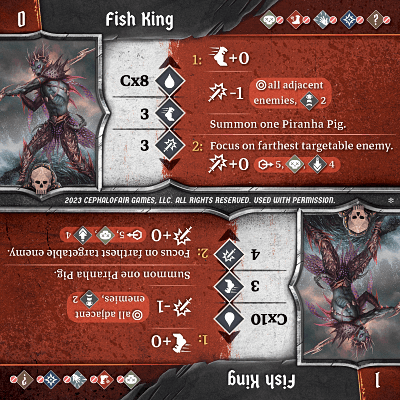 0 Fish King
1: +0
Cx8
-1 all adjacent
enemies, 2
3
Summon one Piranha Pig.
3
2: Focus on farthest targetable enemy.
+0 5, 4
2023 CEPHALOFAIR GAMES, LLC. ALL RIGHTS RESERVED. USED WITH PERMISSION.
1 Fish King
1: +0
Cx10
-1 all adjacent
enemies, 2
3
Summon one Piranha Pig.
4
2: Focus on farthest targetable enemy.
+0 5, 4